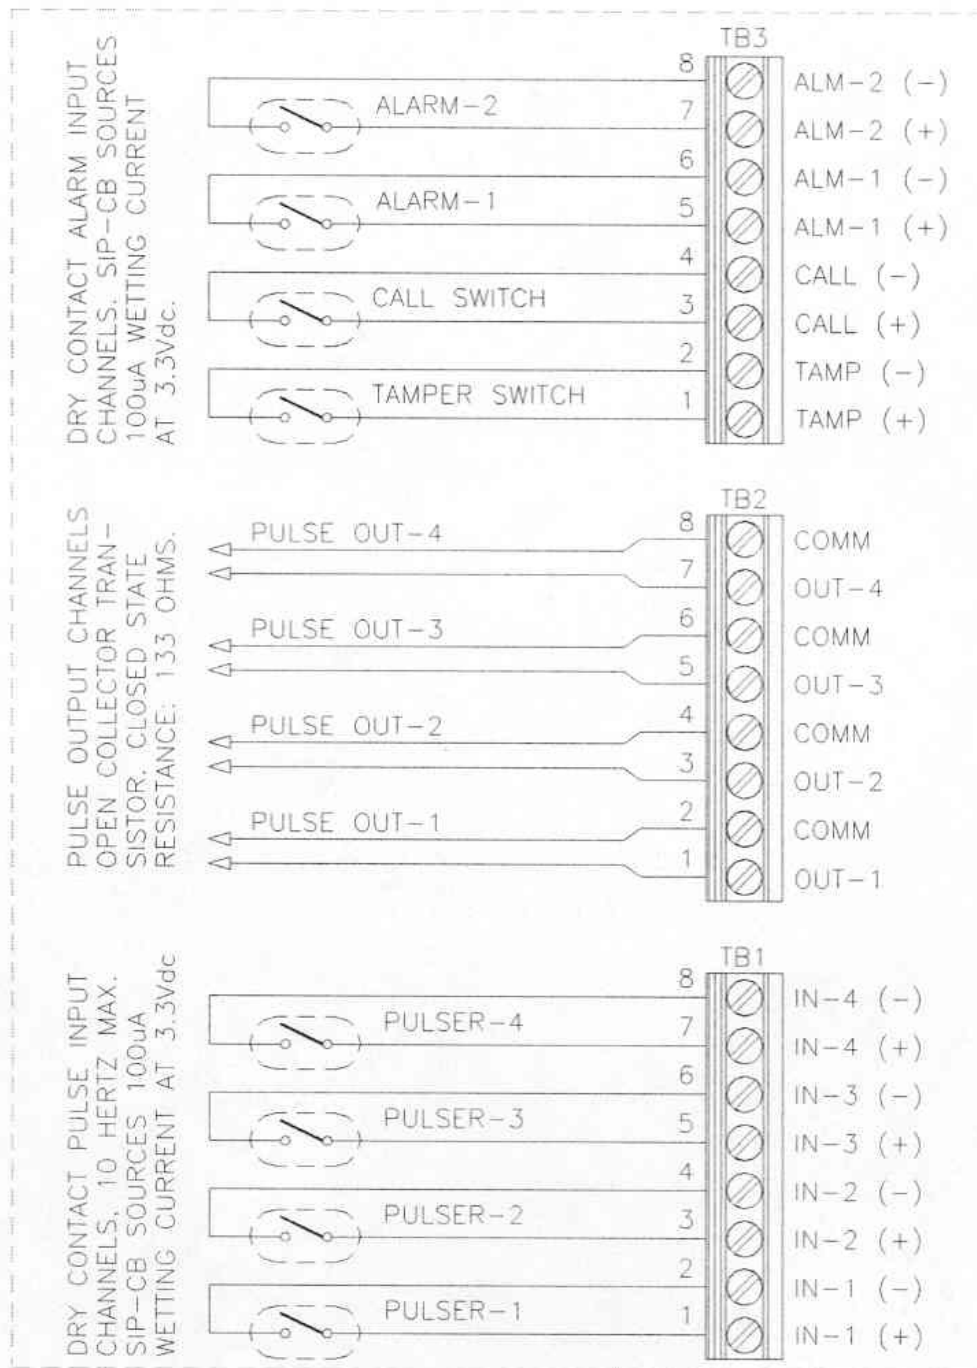 DRY CONTACT ALARM INPUT
CHANNELS. SIP-CB SOURCES
100uA WETTING CURRENT
AT 3.3Vdc.
TB3
8 ALM-2 (-)
ALARM-2
7 ALM-2 (+)
6 ALM-1 (-)
ALARM-1
5 ALM-1 (+)
4 CALL (-)
CALL SWITCH
3 CALL (+)
2 TAMP (-)
TAMPER SWITCH
1 TAMP (+)
PULSE OUTPUT CHANNELS
OPEN COLLECTOR TRAN-
SISTOR. CLOSED STATE
RESISTANCE: 133 OHMS.
TB2
PULSE OUT-4
8 COMM
7 OUT-4
PULSE OUT-3
6 COMM
5 OUT-3
PULSE OUT-2
4 COMM
3 OUT-2
PULSE OUT-1
2 COMM
1 OUT-1
DRY CONTACT PULSE INPUT
CHANNELS, 10 HERTZ MAX.
SIP-CB SOURCES 100uA
WETTING CURRENT AT 3.3Vdc
TB1
8 IN-4 (-)
PULSER-4
7 IN-4 (+)
6 IN-3 (-)
PULSER-3
5 IN-3 (+)
4 IN-2 (-)
PULSER-2
3 IN-2 (+)
2 IN-1 (-)
PULSER-1
1 IN-1 (+)